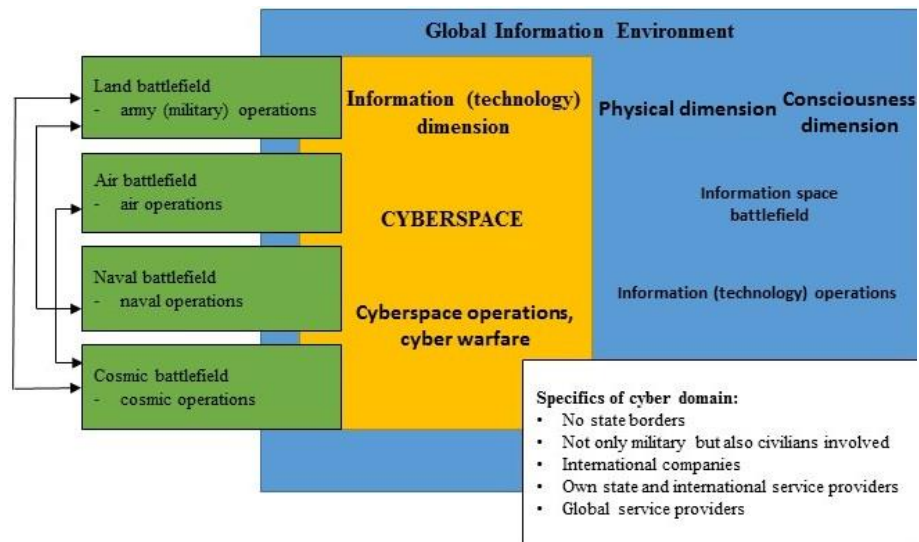 Global Information Environment
Land battlefield
- army (military) operations
Air battlefield
- air operations
Naval battlefield
- naval operations
Cosmic battlefield
- cosmic operations
Information (technology)
dimension
CYBERSPACE
Cyberspace operations,
cyber warfare
Physical dimension
Consciousness
dimension
Information space
battlefield
Information (technology) operations
Specifics of cyber domain:
• No state borders
• Not only military but also civilians involved
• International companies
• Own state and international service providers
• Global service providers